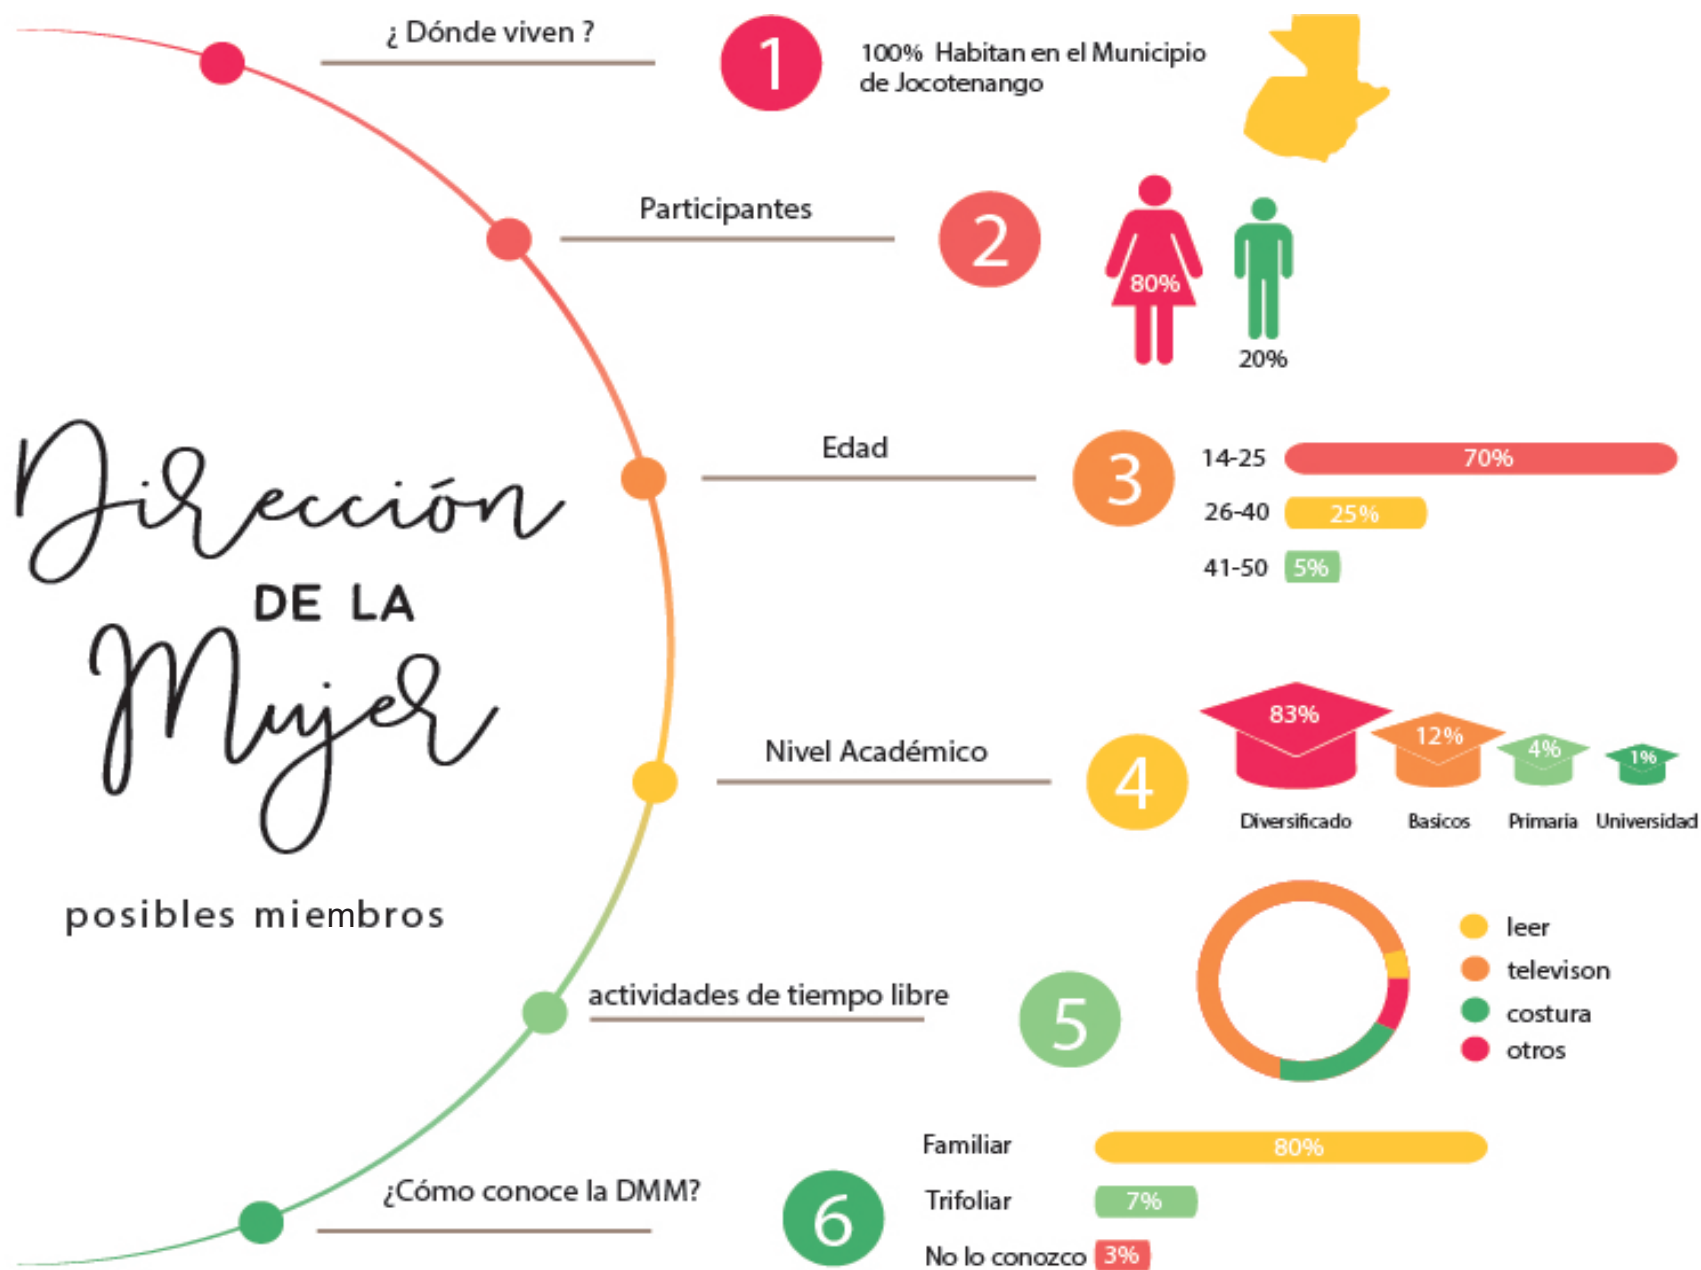 ¿ Dónde viven ?
1
100% Habitan en el Municipio
de Jocotenango
Participantes
2
80%
20%
Edad
3
14-25
70%
26-40
25%
41-50
5%
Dirección
DE LA
Mujer
posibles miembros
Nivel Académico
4
83%
12%
4%
1%
Diversificado
Basicos
Primaria
Universidad
actividades de tiempo libre
5
leer
televison
costura
otros
¿Cómo conoce la DMM?
6
Familiar
80%
Trifoliar
7%
No lo conozco
3%